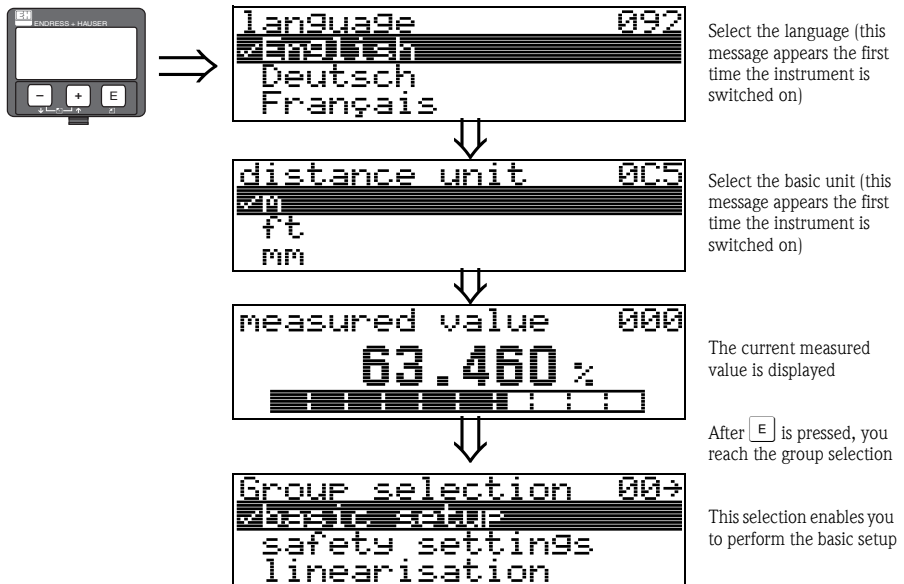 EH
ENDRESS + HAUSER
– + E
language 092
✓English
Deutsch
Français
Select the language (this
message appears the first
time the instrument is
switched on)
distance unit 0C5
✓m
ft
mm
Select the basic unit (this
message appears the first
time the instrument is
switched on)
measured value 000
63.460 %
The current measured
value is displayed
After E is pressed, you
reach the group selection
Group selection 00→
✓basic setup
safety settings
linearisation
This selection enables you
to perform the basic setup